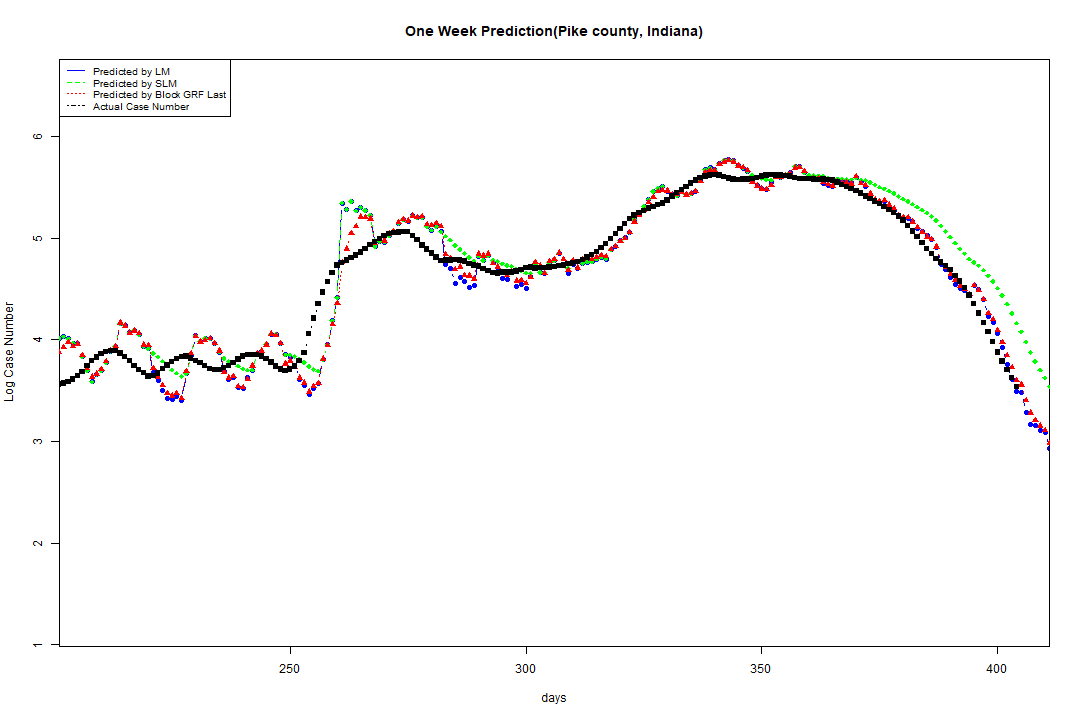 One Week Prediction(Pike county, Indiana)
Predicted by LM
Predicted by SLM
Predicted by Block GRF Last
Actual Case Number
6
5
4
3
2
1
Log Case Number
250 300 350 400
days